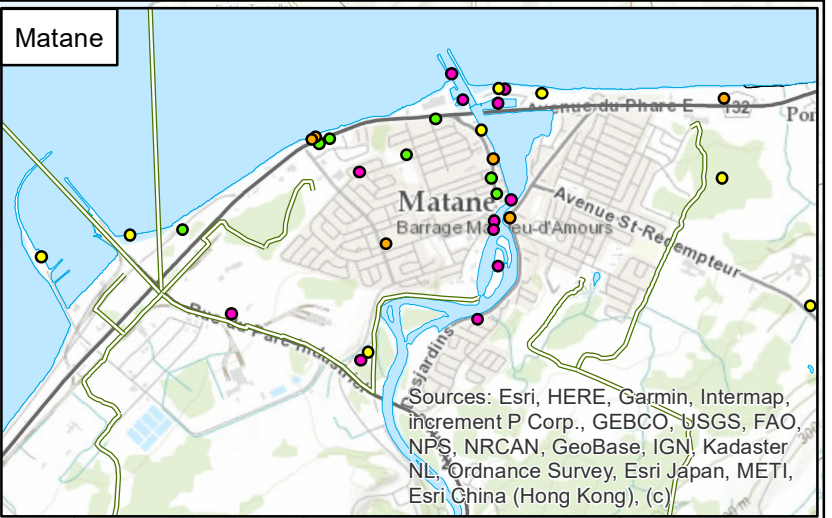 Matane
Avenue du Phare E 132
Por
Matane
Barrage Mathieu-d'Amours
Avenue St-Rédempteur
Rue du Parc Industriel
Desjardins
Sources: Esri, HERE, Garmin, Intermap,
increment P Corp., GEBCO, USGS, FAO,
NPS, NRCAN, GeoBase, IGN, Kadaster
NL, Ordnance Survey, Esri Japan, METI,
Esri China (Hong Kong), (c)